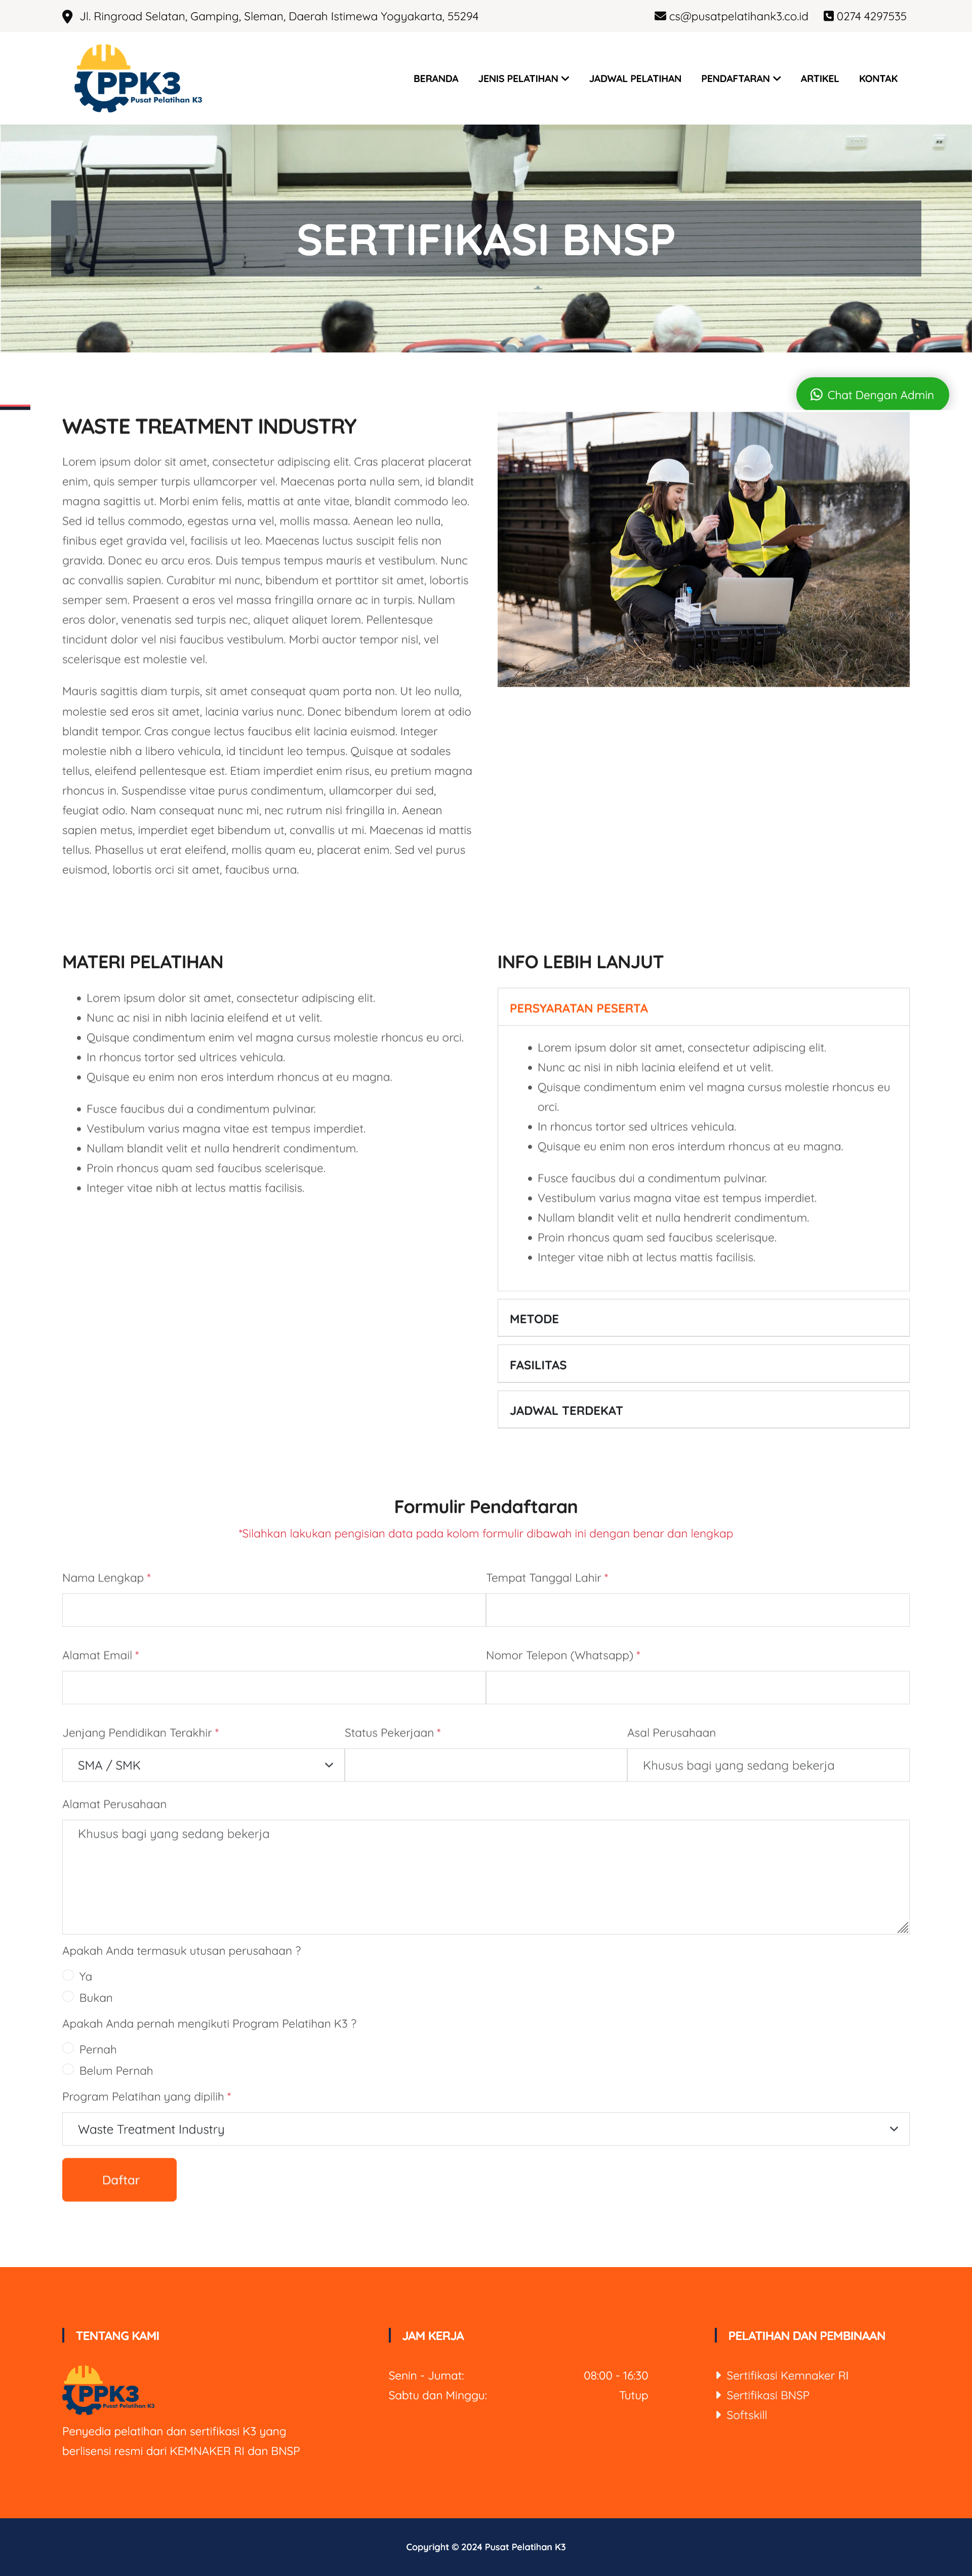 Jl. Ringroad Selatan, Gamping, Sleman, Daerah Istimewa Yogyakarta, 55294
cs@pusatpelatihank3.co.id
0274 4297535
PPK3
Pusat Pelatihan K3
BERANDA
JENIS PELATIHAN
JADWAL PELATIHAN
PENDAFTARAN
ARTIKEL
KONTAK
SERTIFIKASI BNSP
Chat Dengan Admin
WASTE TREATMENT INDUSTRY
Lorem ipsum dolor sit amet, consectetur adipiscing elit. Cras placerat placerat
enim, quis semper turpis ullamcorper vel. Maecenas porta nulla sem, id blandit
magna sagittis ut. Morbi enim felis, mattis at ante vitae, blandit commodo leo.
Sed id tellus commodo, egestas urna vel, mollis massa. Aenean leo nulla,
finibus eget gravida vel, facilisis ut leo. Maecenas luctus suscipit felis non
gravida. Donec eu arcu eros. Duis tempus tempus mauris et vestibulum. Nunc
ac convallis sapien. Curabitur mi nunc, bibendum et porttitor sit amet, lobortis
semper sem. Praesent a eros vel massa fringilla ornare ac in turpis. Nullam
eros dolor, venenatis sed turpis nec, aliquet aliquet lorem. Pellentesque
tincidunt dolor vel nisi faucibus vestibulum. Morbi auctor tempor nisl, vel
scelerisque est molestie vel.
Mauris sagittis diam turpis, sit amet consequat quam porta non. Ut leo nulla,
molestie sed eros sit amet, lacinia varius nunc. Donec bibendum lorem at odio
blandit tempor. Cras congue lectus faucibus elit lacinia euismod. Integer
molestie nibh a libero vehicula, id tincidunt leo tempus. Quisque at sodales
tellus, eleifend pellentesque est. Etiam imperdiet enim risus, eu pretium magna
rhoncus in. Suspendisse vitae purus condimentum, ullamcorper dui sed,
feugiat odio. Nam consequat nunc mi, nec rutrum nisi fringilla in. Aenean
sapien metus, imperdiet eget bibendum ut, convallis ut mi. Maecenas id mattis
tellus. Phasellus ut erat eleifend, mollis quam eu, placerat enim. Sed vel purus
euismod, lobortis orci sit amet, faucibus urna.
MATERI PELATIHAN
Lorem ipsum dolor sit amet, consectetur adipiscing elit.
Nunc ac nisi in nibh lacinia eleifend et ut velit.
Quisque condimentum enim vel magna cursus molestie rhoncus eu orci.
In rhoncus tortor sed ultrices vehicula.
Quisque eu enim non eros interdum rhoncus at eu magna.
Fusce faucibus dui a condimentum pulvinar.
Vestibulum varius magna vitae est tempus imperdiet.
Nullam blandit velit et nulla hendrerit condimentum.
Proin rhoncus quam sed faucibus scelerisque.
Integer vitae nibh at lectus mattis facilisis.
INFO LEBIH LANJUT
PERSYARATAN PESERTA
Lorem ipsum dolor sit amet, consectetur adipiscing elit.
Nunc ac nisi in nibh lacinia eleifend et ut velit.
Quisque condimentum enim vel magna cursus molestie rhoncus eu
orci.
In rhoncus tortor sed ultrices vehicula.
Quisque eu enim non eros interdum rhoncus at eu magna.
Fusce faucibus dui a condimentum pulvinar.
Vestibulum varius magna vitae est tempus imperdiet.
Nullam blandit velit et nulla hendrerit condimentum.
Proin rhoncus quam sed faucibus scelerisque.
Integer vitae nibh at lectus mattis facilisis.
METODE
FASILITAS
JADWAL TERDEKAT
Formulir Pendaftaran
*Silahkan lakukan pengisian data pada kolom formulir dibawah ini dengan benar dan lengkap
Nama Lengkap *
Tempat Tanggal Lahir *
Alamat Email *
Nomor Telepon (Whatsapp) *
Jenjang Pendidikan Terakhir *
Status Pekerjaan *
Asal Perusahaan
SMA / SMK
Khusus bagi yang sedang bekerja
Alamat Perusahaan
Khusus bagi yang sedang bekerja
Apakah Anda termasuk utusan perusahaan ?
Ya
Bukan
Apakah Anda pernah mengikuti Program Pelatihan K3 ?
Pernah
Belum Pernah
Program Pelatihan yang dipilih *
Waste Treatment Industry
Daftar
TENTANG KAMI
PPK3
Pusat Pelatihan K3
Penyedia pelatihan dan sertifikasi K3 yang
berlisensi resmi dari KEMNAKER RI dan BNSP
JAM KERJA
Senin - Jumat: 08:00 - 16:30
Sabtu dan Minggu: Tutup
PELATIHAN DAN PEMBINAAN
Sertifikasi Kemnaker RI
Sertifikasi BNSP
Softskill
Copyright © 2024 Pusat Pelatihan K3